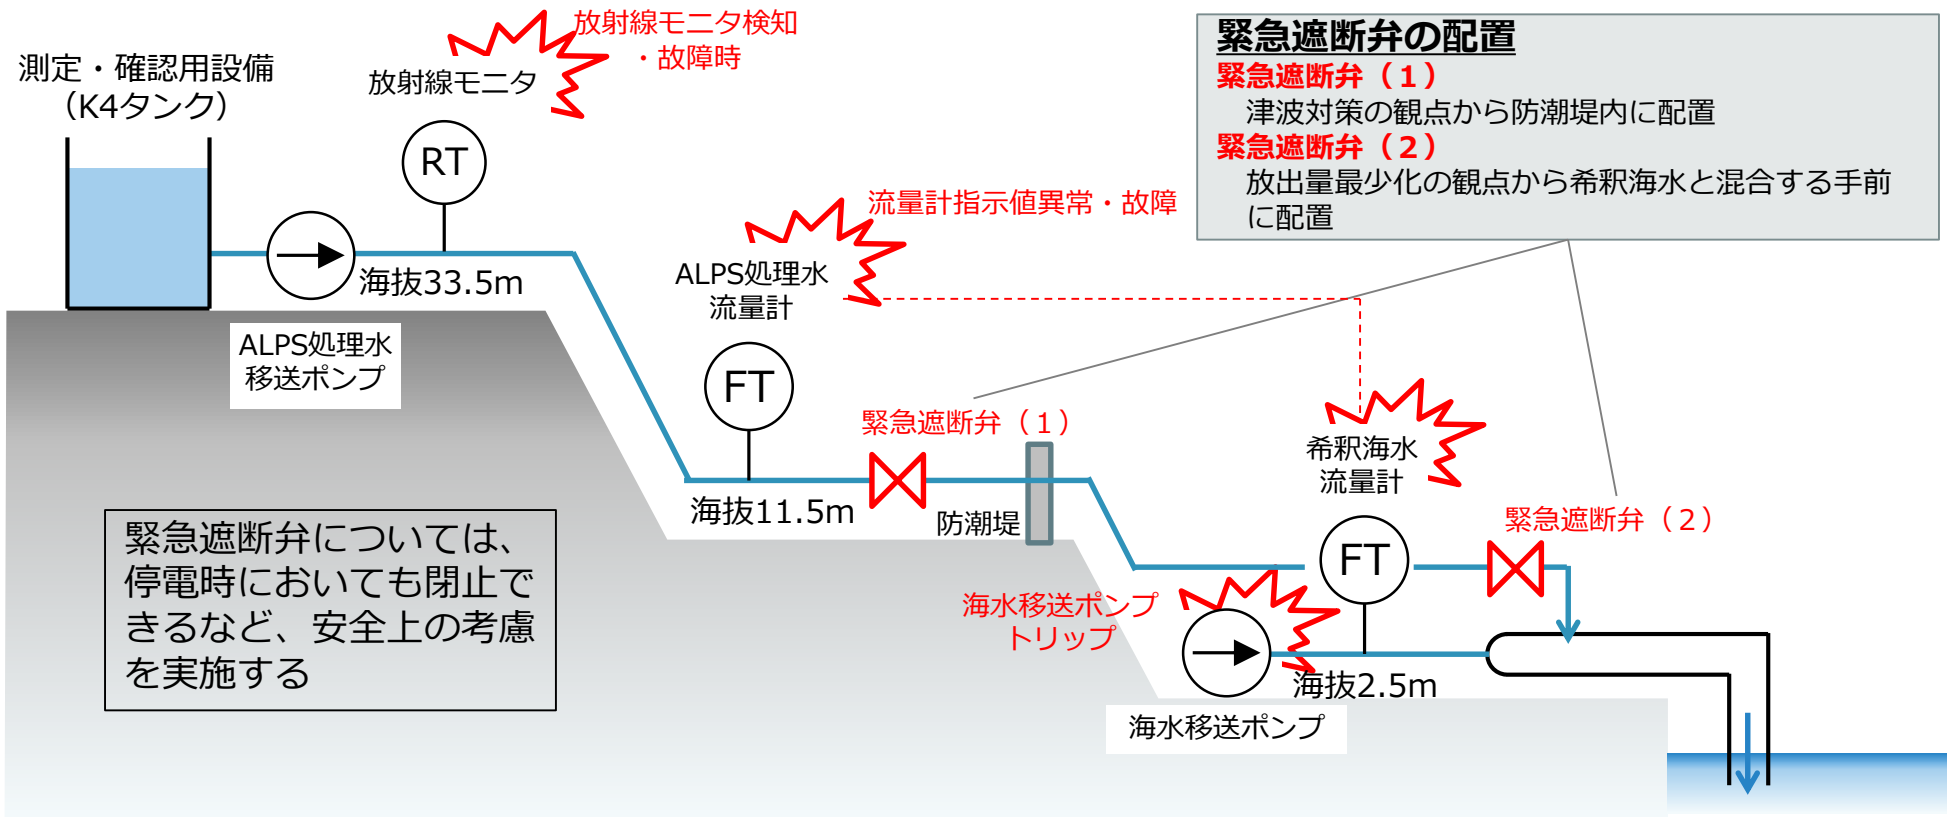 放射線モニタ検知
・故障時
測定・確認用設備
（K4タンク）
放射線モニタ
RT
海抜33.5m
ALPS処理水
移送ポンプ
緊急遮断弁の配置
緊急遮断弁（１）
津波対策の観点から防潮堤内に配置
緊急遮断弁（２）
放出量最少化の観点から希釈海水と混合する手前
に配置
流量計指示値異常・故障
ALPS処理水
流量計
FT
緊急遮断弁（１）
海抜11.5m
防潮堤
希釈海水
流量計
FT
緊急遮断弁（２）
緊急遮断弁については、
停電時においても閉止で
きるなど、安全上の考慮
を実施する
海水移送ポンプ
トリップ
海抜2.5m
海水移送ポンプ